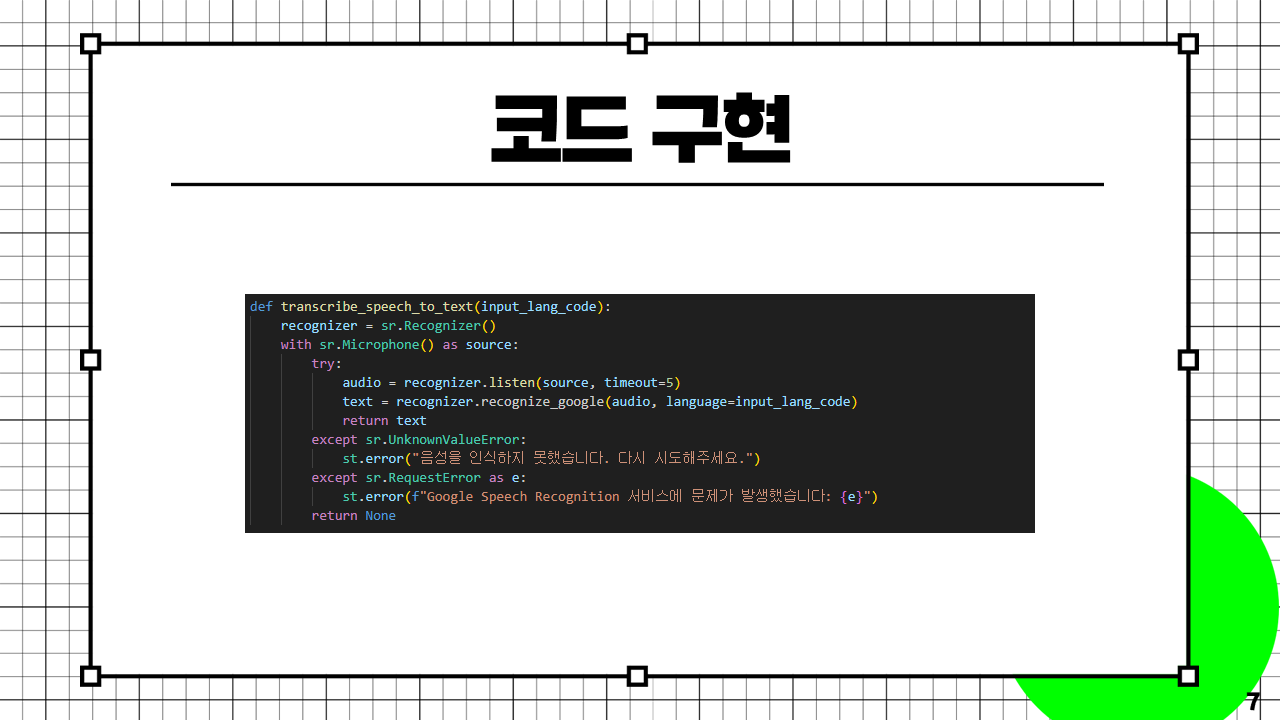 코드 구현
def transcribe_speech_to_text(input_lang_code):
    recognizer = sr.Recognizer()
    with sr.Microphone() as source:
        try:
            audio = recognizer.listen(source, timeout=5)
            text = recognizer.recognize_google(audio, language=input_lang_code)
            return text
        except sr.UnknownValueError:
            st.error("음성을 인식하지 못했습니다. 다시 시도해주세요.")
        except sr.RequestError as e:
            st.error(f"Google Speech Recognition 서비스에 문제가 발생했습니다: {e}")
        return None
7